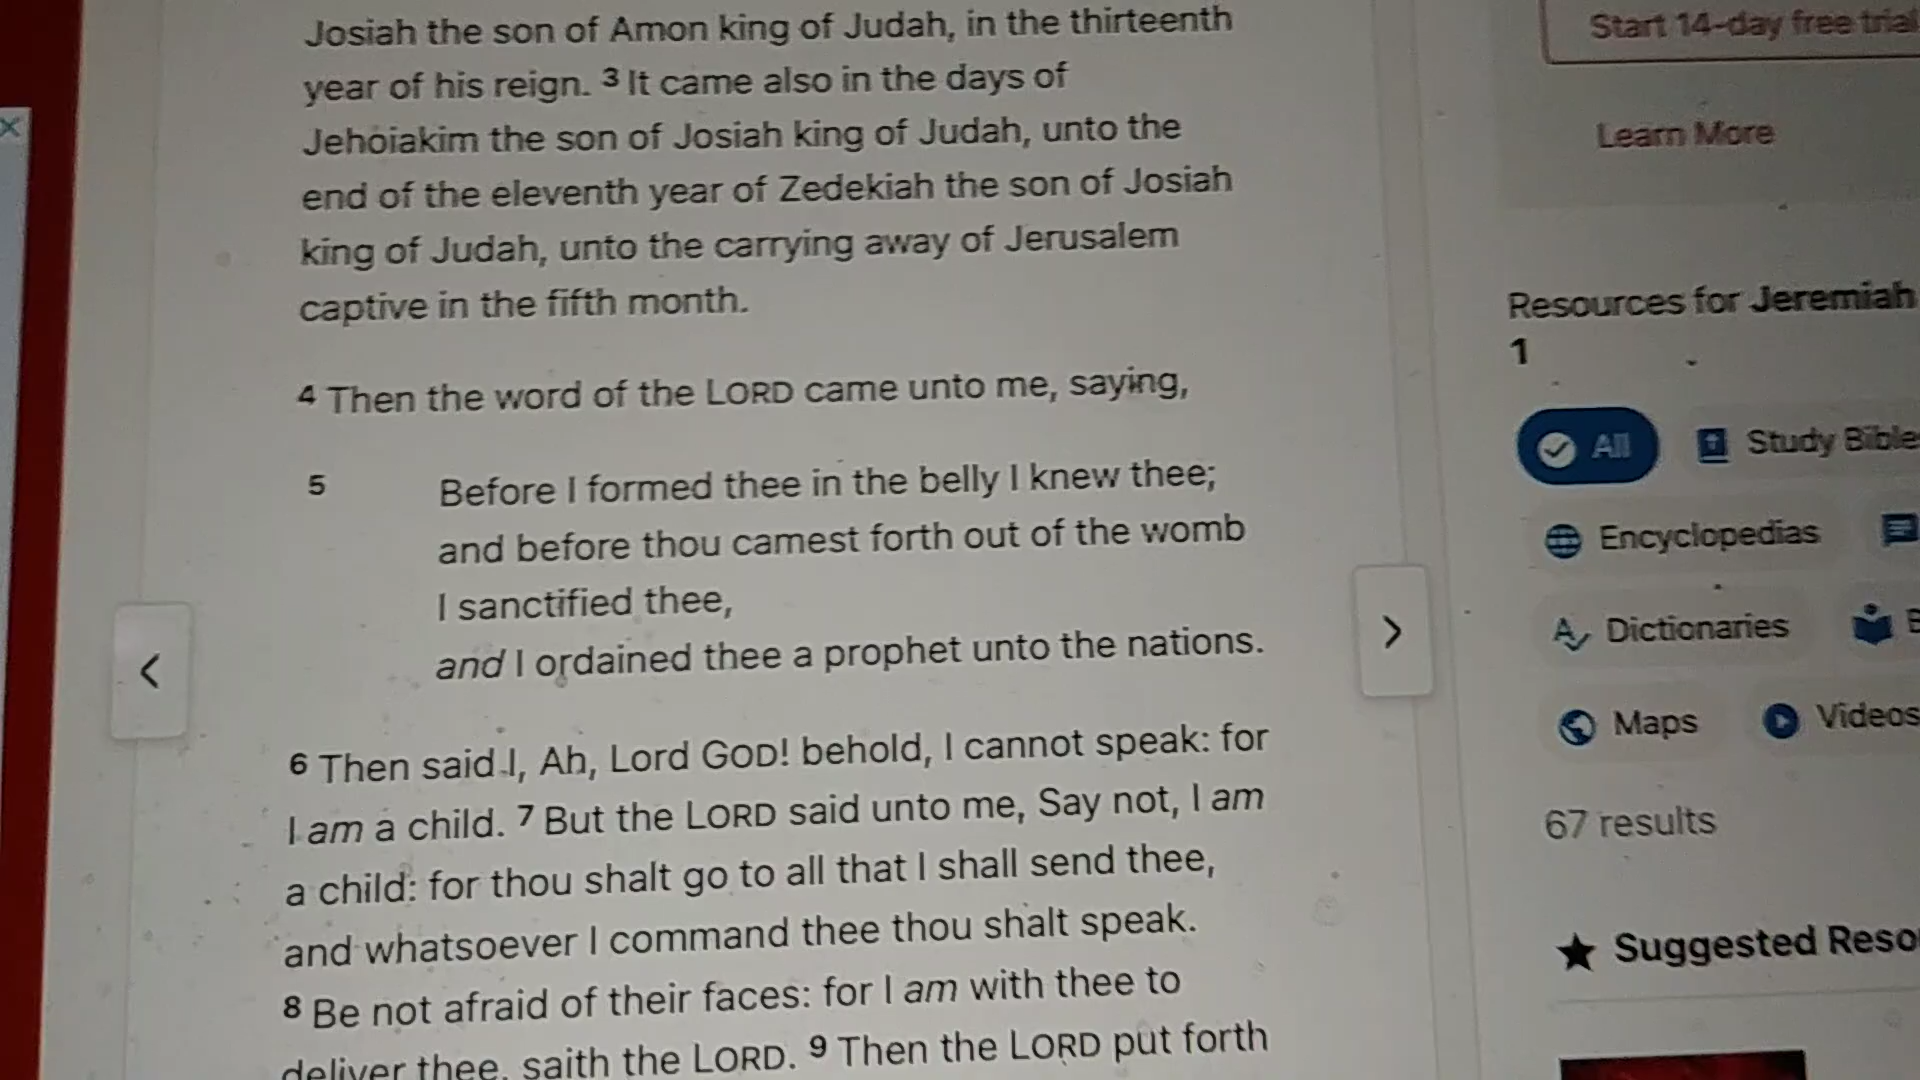 Josiah the son of Amon king of Judah, in the thirteenth
year of his reign. 3 It came also in the days of
Jehoiakim the son of Josiah king of Judah, unto the
end of the eleventh year of Zedekiah the son of Josiah
king of Judah, unto the carrying away of Jerusalem
captive in the fifth month.
4 Then the word of the LORD came unto me, saying,
5 Before I formed thee in the belly I knew thee;
and before thou camest forth out of the womb
I sanctified thee,
and I ordained thee a prophet unto the nations.
6 Then said I, Ah, Lord GOD! behold, I cannot speak: for
I am a child. 7 But the LORD said unto me, Say not, I am
a child: for thou shalt go to all that I shall send thee,
and whatsoever I command thee thou shalt speak.
8 Be not afraid of their faces: for I am with thee to
deliver thee, saith the LORD. 9 Then the LORD put forth
Start 14-day free trial
Learn More
Resources for Jeremiah
1
All
Study Bible
Encyclopedias
Dictionaries
Maps
Videos
67 results
Suggested Reso